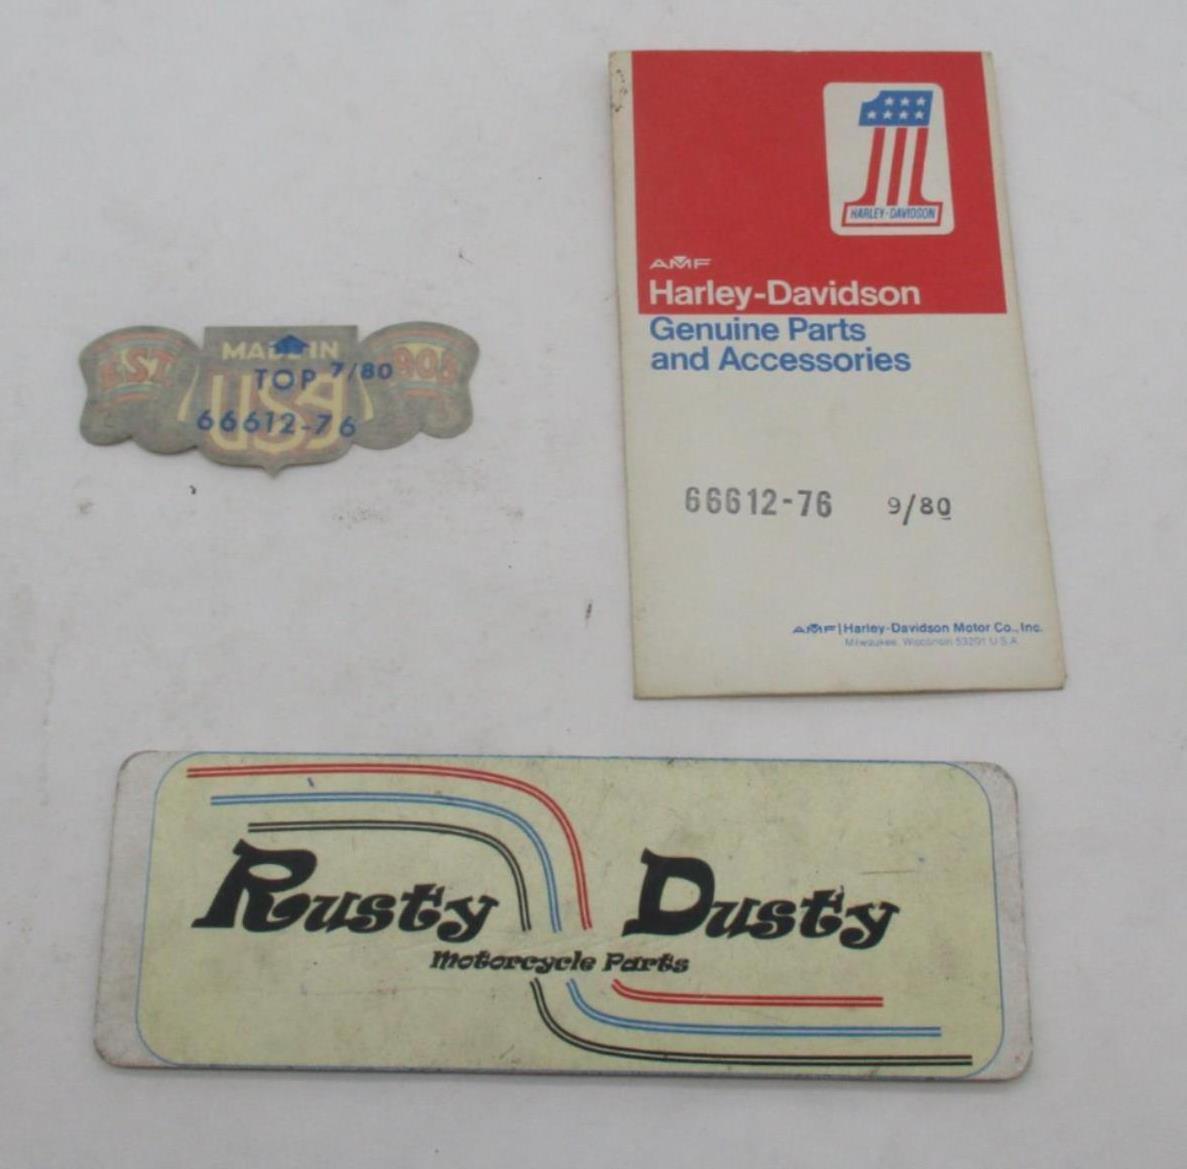 HARLEY-DAVIDSON
AMF
Harley-Davidson
Genuine Parts
and Accessories
66612-76 9/80
AMF | Harley-Davidson Motor Co., Inc.
Milwaukee, Wisconsin 53201 U.S.A.
EST.
MADE IN
USA
TOP 7/80
66612-76
Rusty Dusty
Motorcycle Parts